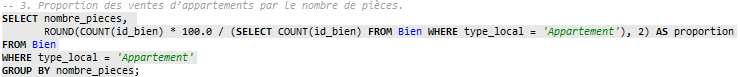 -- 3. Proportion des ventes d’appartements par le nombre de pièces.
SELECT nombre_pieces,
ROUND(COUNT(id_bien) * 100.0 / (SELECT COUNT(id_bien) FROM Bien WHERE type_local = 'Appartement'), 2) AS proportion
FROM Bien
WHERE type_local = 'Appartement'
GROUP BY nombre_pieces;